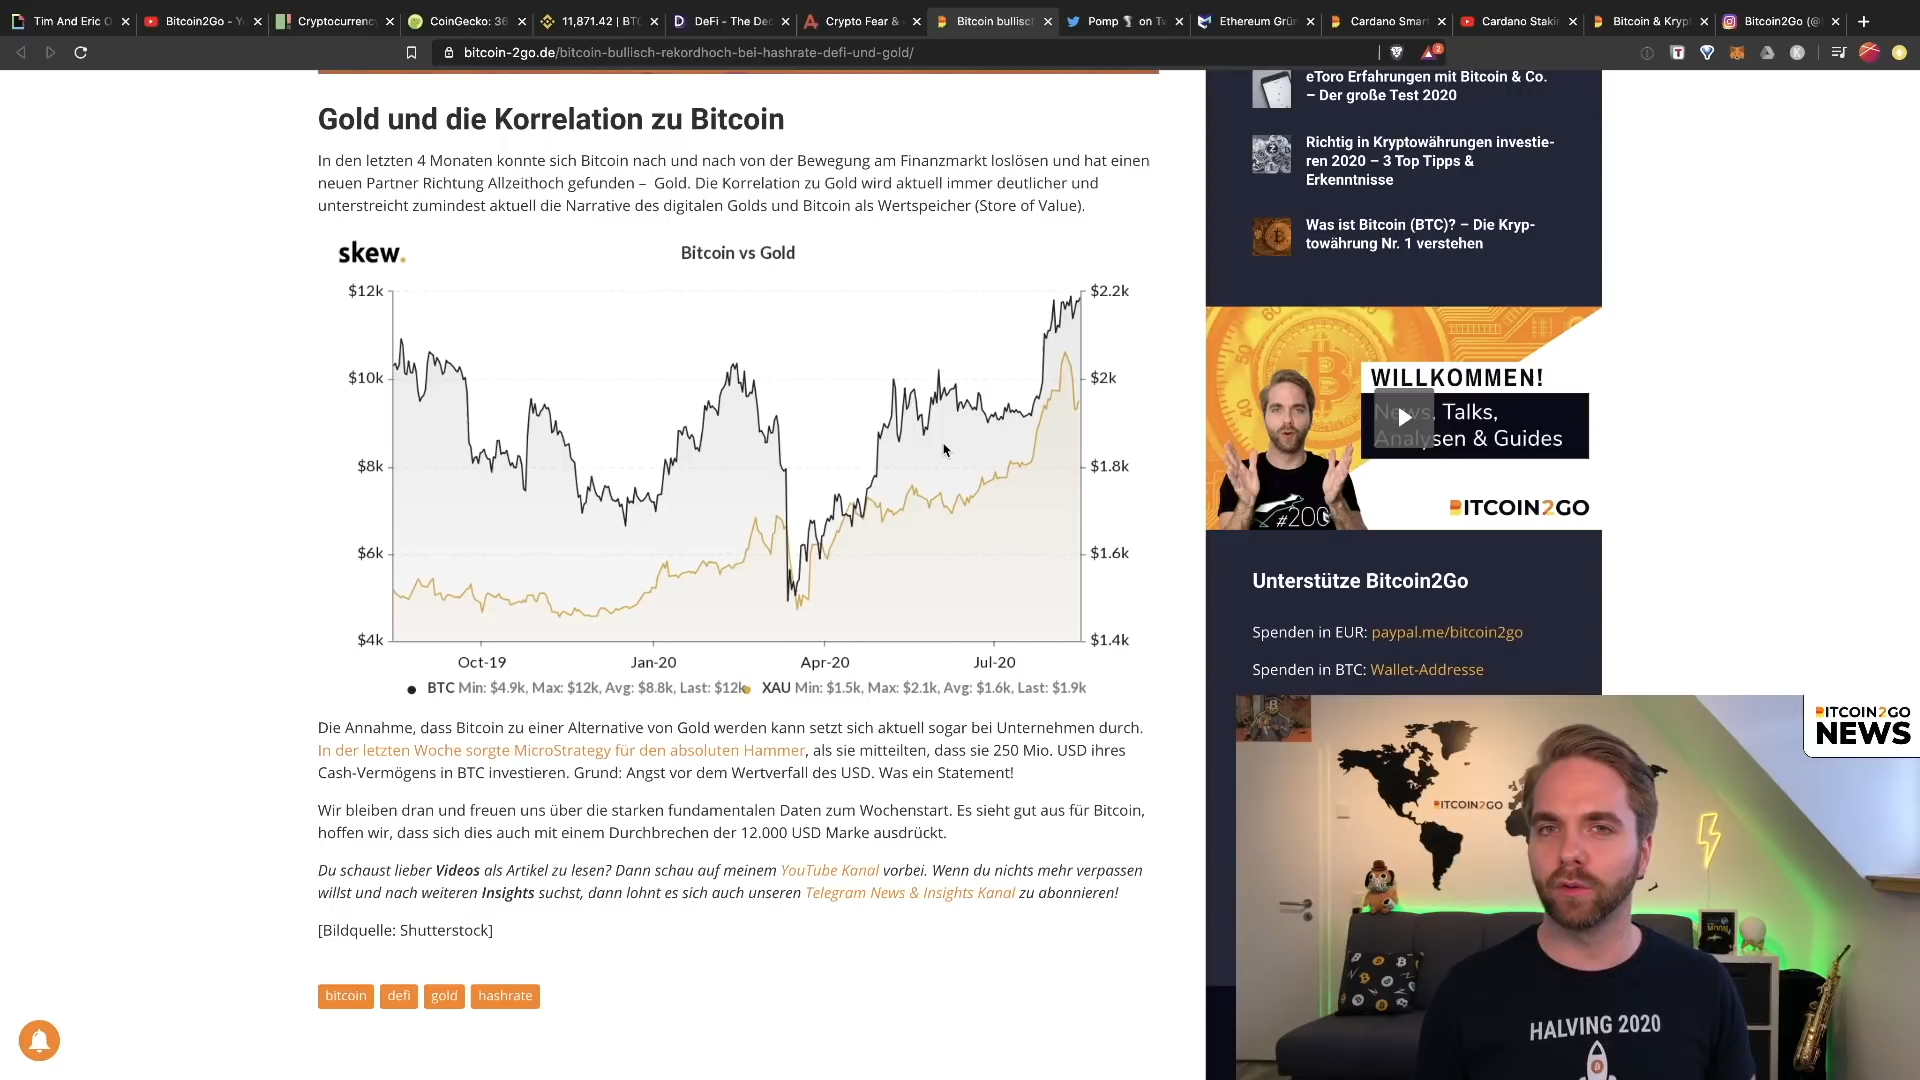 Tim And Eric
Bitcoin2Go - Y
Cryptocurrenc
CoinGecko: 36
11,871.42 | BT
DeFi - The De
Crypto Fear &
Bitcoin bullisc
Pomp
Ethereum Grün
Cardano Smar
Cardano Staki
Bitcoin & Krypt
Bitcoin2Go (@
bitcoin-2go.de/bitcoin-bullisch-rekordhoch-bei-hashrate-defi-und-gold/
2
Gold und die Korrelation zu Bitcoin
In den letzten 4 Monaten konnte sich Bitcoin nach und nach von der Bewegung am Finanzmarkt loslösen und hat einen
neuen Partner Richtung Allzeithoch gefunden – Gold. Die Korrelation zu Gold wird aktuell immer deutlicher und
unterstreicht zumindest aktuell die Narrative des digitalen Golds und Bitcoin als Wertspeicher (Store of Value).
skew.
Bitcoin vs Gold
$12k
$10k
$8k
$6k
$4k
$2.2k
$2k
$1.8k
$1.6k
$1.4k
Oct-19
Jan-20
Apr-20
Jul-20
BTC Min: $4.9k, Max: $12k, Avg: $8.8k, Last: $12k
XAU Min: $1.5k, Max: $2.1k, Avg: $1.6k, Last: $1.9k
Die Annahme, dass Bitcoin zu einer Alternative von Gold werden kann setzt sich aktuell sogar bei Unternehmen durch.
In der letzten Woche sorgte MicroStrategy für den absoluten Hammer, als sie mitteilten, dass sie 250 Mio. USD ihres
Cash-Vermögens in BTC investieren. Grund: Angst vor dem Wertverfall des USD. Was ein Statement!
Wir bleiben dran und freuen uns über die starken fundamentalen Daten zum Wochenstart. Es sieht gut aus für Bitcoin,
hoffen wir, dass sich dies auch mit einem Durchbrechen der 12.000 USD Marke ausdrückt.
Du schaust lieber Videos als Artikel zu lesen? Dann schau auf meinem YouTube Kanal vorbei. Wenn du nichts mehr verpassen
willst und nach weiteren Insights suchst, dann lohnt es sich auch unseren Telegram News & Insights Kanal zu abonnieren!
[Bildquelle: Shutterstock]
bitcoin
defi
gold
hashrate
eToro Erfahrungen mit Bitcoin & Co.
– Der große Test 2020
Richtig in Kryptowährungen investie-
ren 2020 – 3 Top Tipps &
Erkenntnisse
Was ist Bitcoin (BTC)? – Die Kryp-
towährung Nr. 1 verstehen
WILLKOMMEN!
News, Talks,
Analysen & Guides
BITCOIN2GO
#200
Unterstütze Bitcoin2Go
Spenden in EUR: paypal.me/bitcoin2go
Spenden in BTC: Wallet-Addresse
BITCOIN2GO
NEWS
BITCOIN2GO
MOON
HALVING 2020